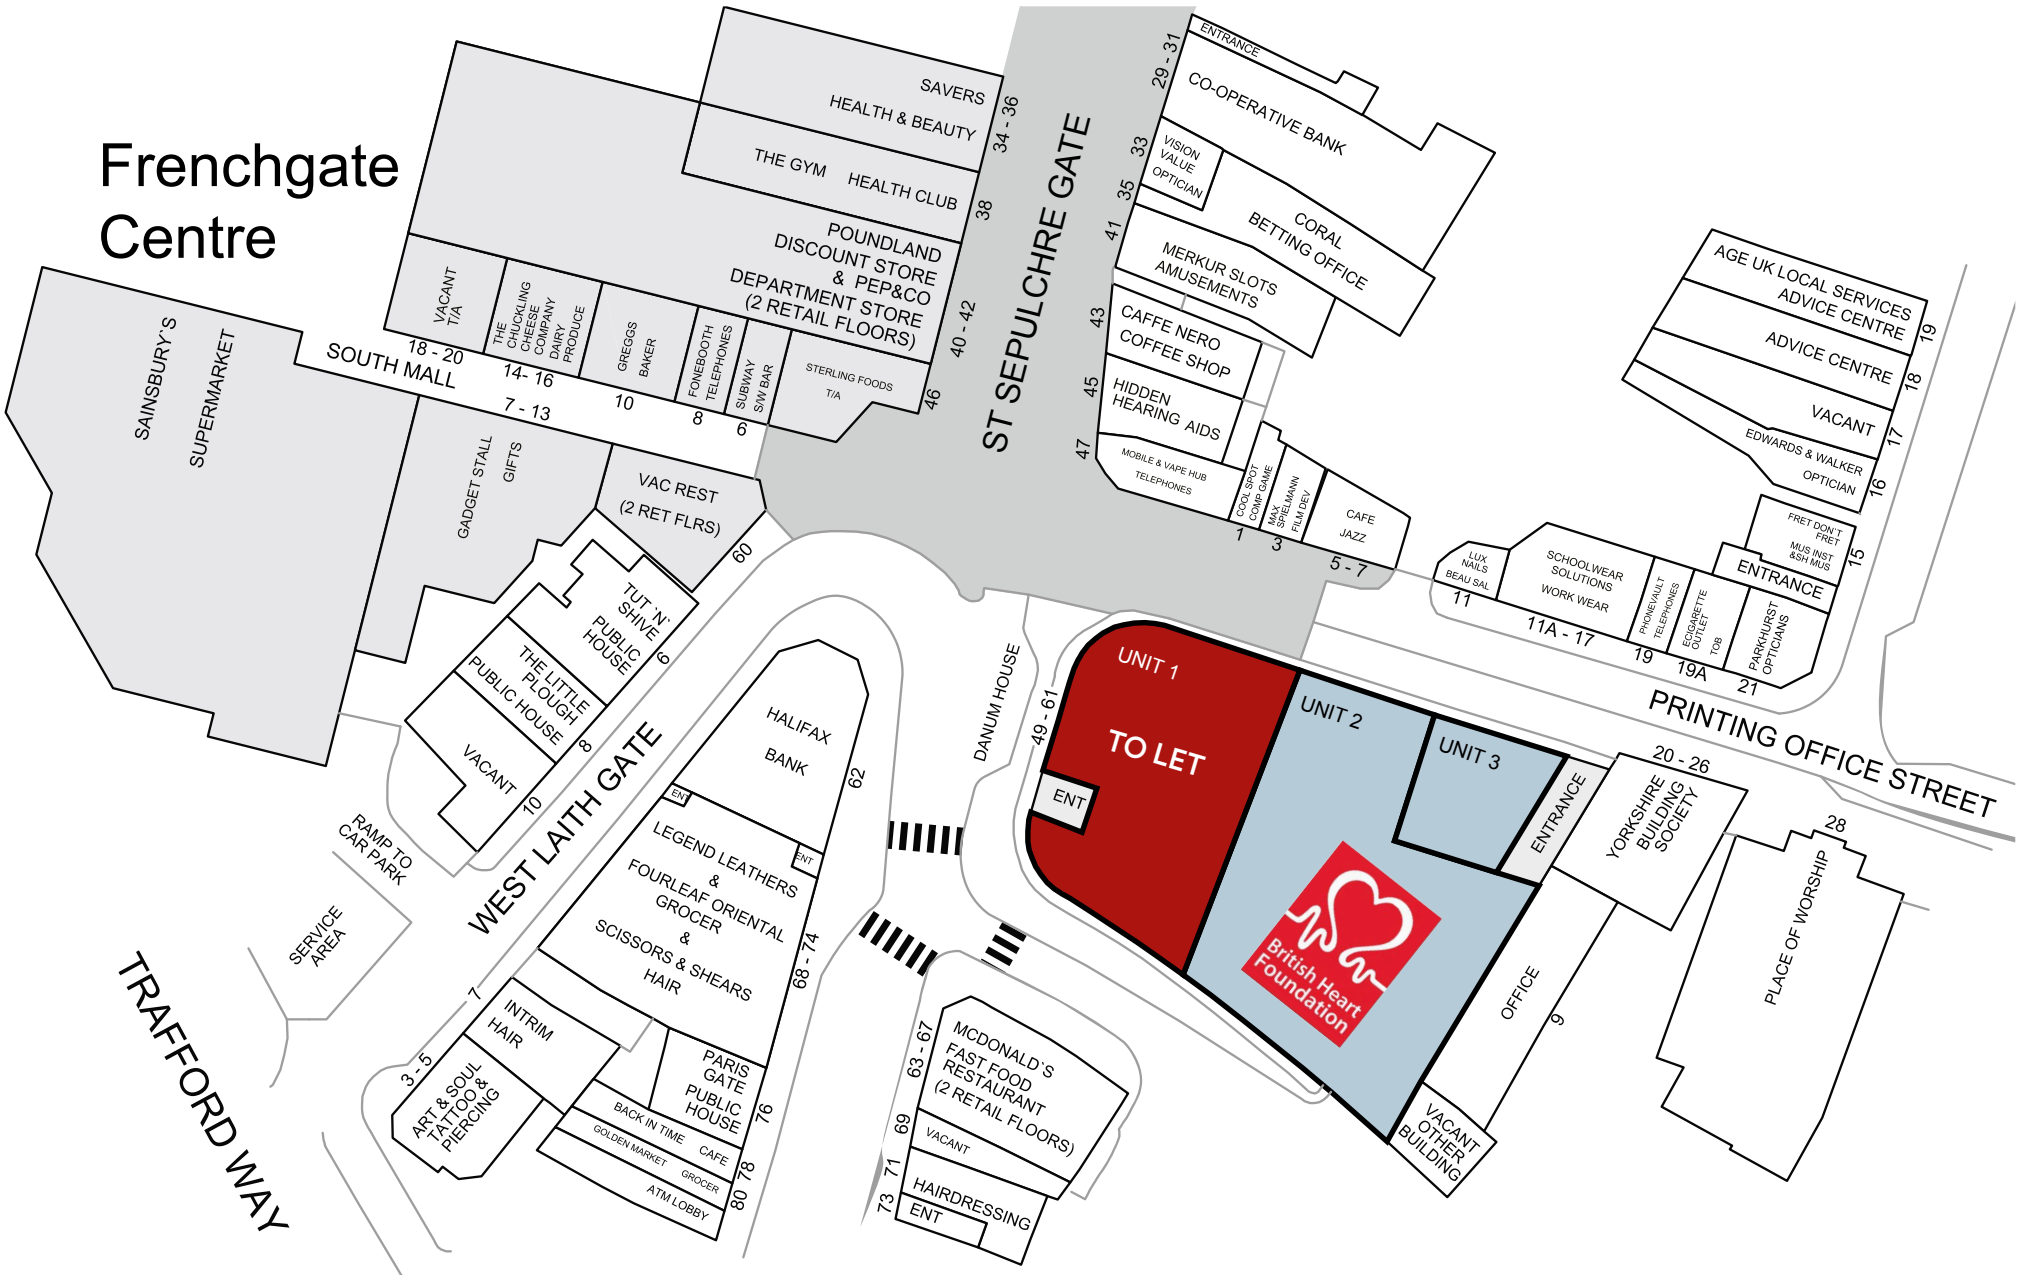 Frenchgate
Centre
SAVERS
HEALTH & BEAUTY
34 - 36
THE GYM HEALTH CLUB
38
POUNDLAND
DISCOUNT STORE
& PEP&CO
DEPARTMENT STORE
(2 RETAIL FLOORS)
40 - 42
VACANT
T/A
18 - 20
THE
CHUCKLING
CHEESE
COMPANY
DAIRY
PRODUCE
14- 16
GREGGS
BAKER
10
FONEBOOTH
TELEPHONES
8
SUBWAY
S/W BAR
6
STERLING FOODS
T/A
46
SOUTH MALL
7 - 13
SAINSBURY`S
SUPERMARKET
GADGET STALL
GIFTS
VAC REST
(2 RET FLRS)
60
ST SEPULCHRE GATE
ENTRANCE
29 - 31
CO-OPERATIVE BANK
33
VISION
VALUE
OPTICIAN
35
CORAL
BETTING OFFICE
41
MERKUR SLOTS
AMUSEMENTS
43
CAFFE NERO
COFFEE SHOP
45
HIDDEN
HEARING AIDS
47
MOBILE & VAPE HUB
TELEPHONES
COOL SPOT
COMP GAME
1
MAX
SPIELMANN
FILM DEV
3
CAFE
JAZZ
5 - 7
AGE UK LOCAL SERVICES
ADVICE CENTRE
19
ADVICE CENTRE
18
VACANT
17
EDWARDS & WALKER
OPTICIAN
16
FRET DON`T
FRET
MUS INST
&SH MUS
15
ENTRANCE
LUX
NAILS
BEAU SAL
11
SCHOOLWEAR
SOLUTIONS
WORK WEAR
11A - 17
PHONEVAULT
TELEPHONES
19
ECIGARETTE
OUTLET
TOB
19A
PARKHURST
OPTICIANS
21
PRINTING OFFICE STREET
TUT `N`
SHIVE
PUBLIC
HOUSE
6
THE LITTLE
PLOUGH
PUBLIC HOUSE
8
VACANT
10
WEST LAITH GATE
RAMP TO
CAR PARK
SERVICE
AREA
TRAFFORD WAY
HALIFAX
BANK
62
ENT
ENT
LEGEND LEATHERS
&
FOURLEAF ORIENTAL
GROCER
&
SCISSORS & SHEARS
HAIR
68 - 74
7
INTRIM
HAIR
3 - 5
ART & SOUL
TATTOO &
PIERCING
PARIS
GATE
PUBLIC
HOUSE
76
BACK IN TIME CAFE
78
GOLDEN MARKET GROCER
80
ATM LOBBY
DANUM HOUSE
49 - 61
UNIT 1
TO LET
ENT
UNIT 2
UNIT 3
British Heart
Foundation
ENTRANCE
20 - 26
YORKSHIRE
BUILDING
SOCIETY
28
PLACE OF WORSHIP
OFFICE
9
VACANT
OTHER
BUILDING
63 - 67
MCDONALD`S
FAST FOOD
RESTAURANT
(2 RETAIL FLOORS)
69
VACANT
71
HAIRDRESSING
73
ENT